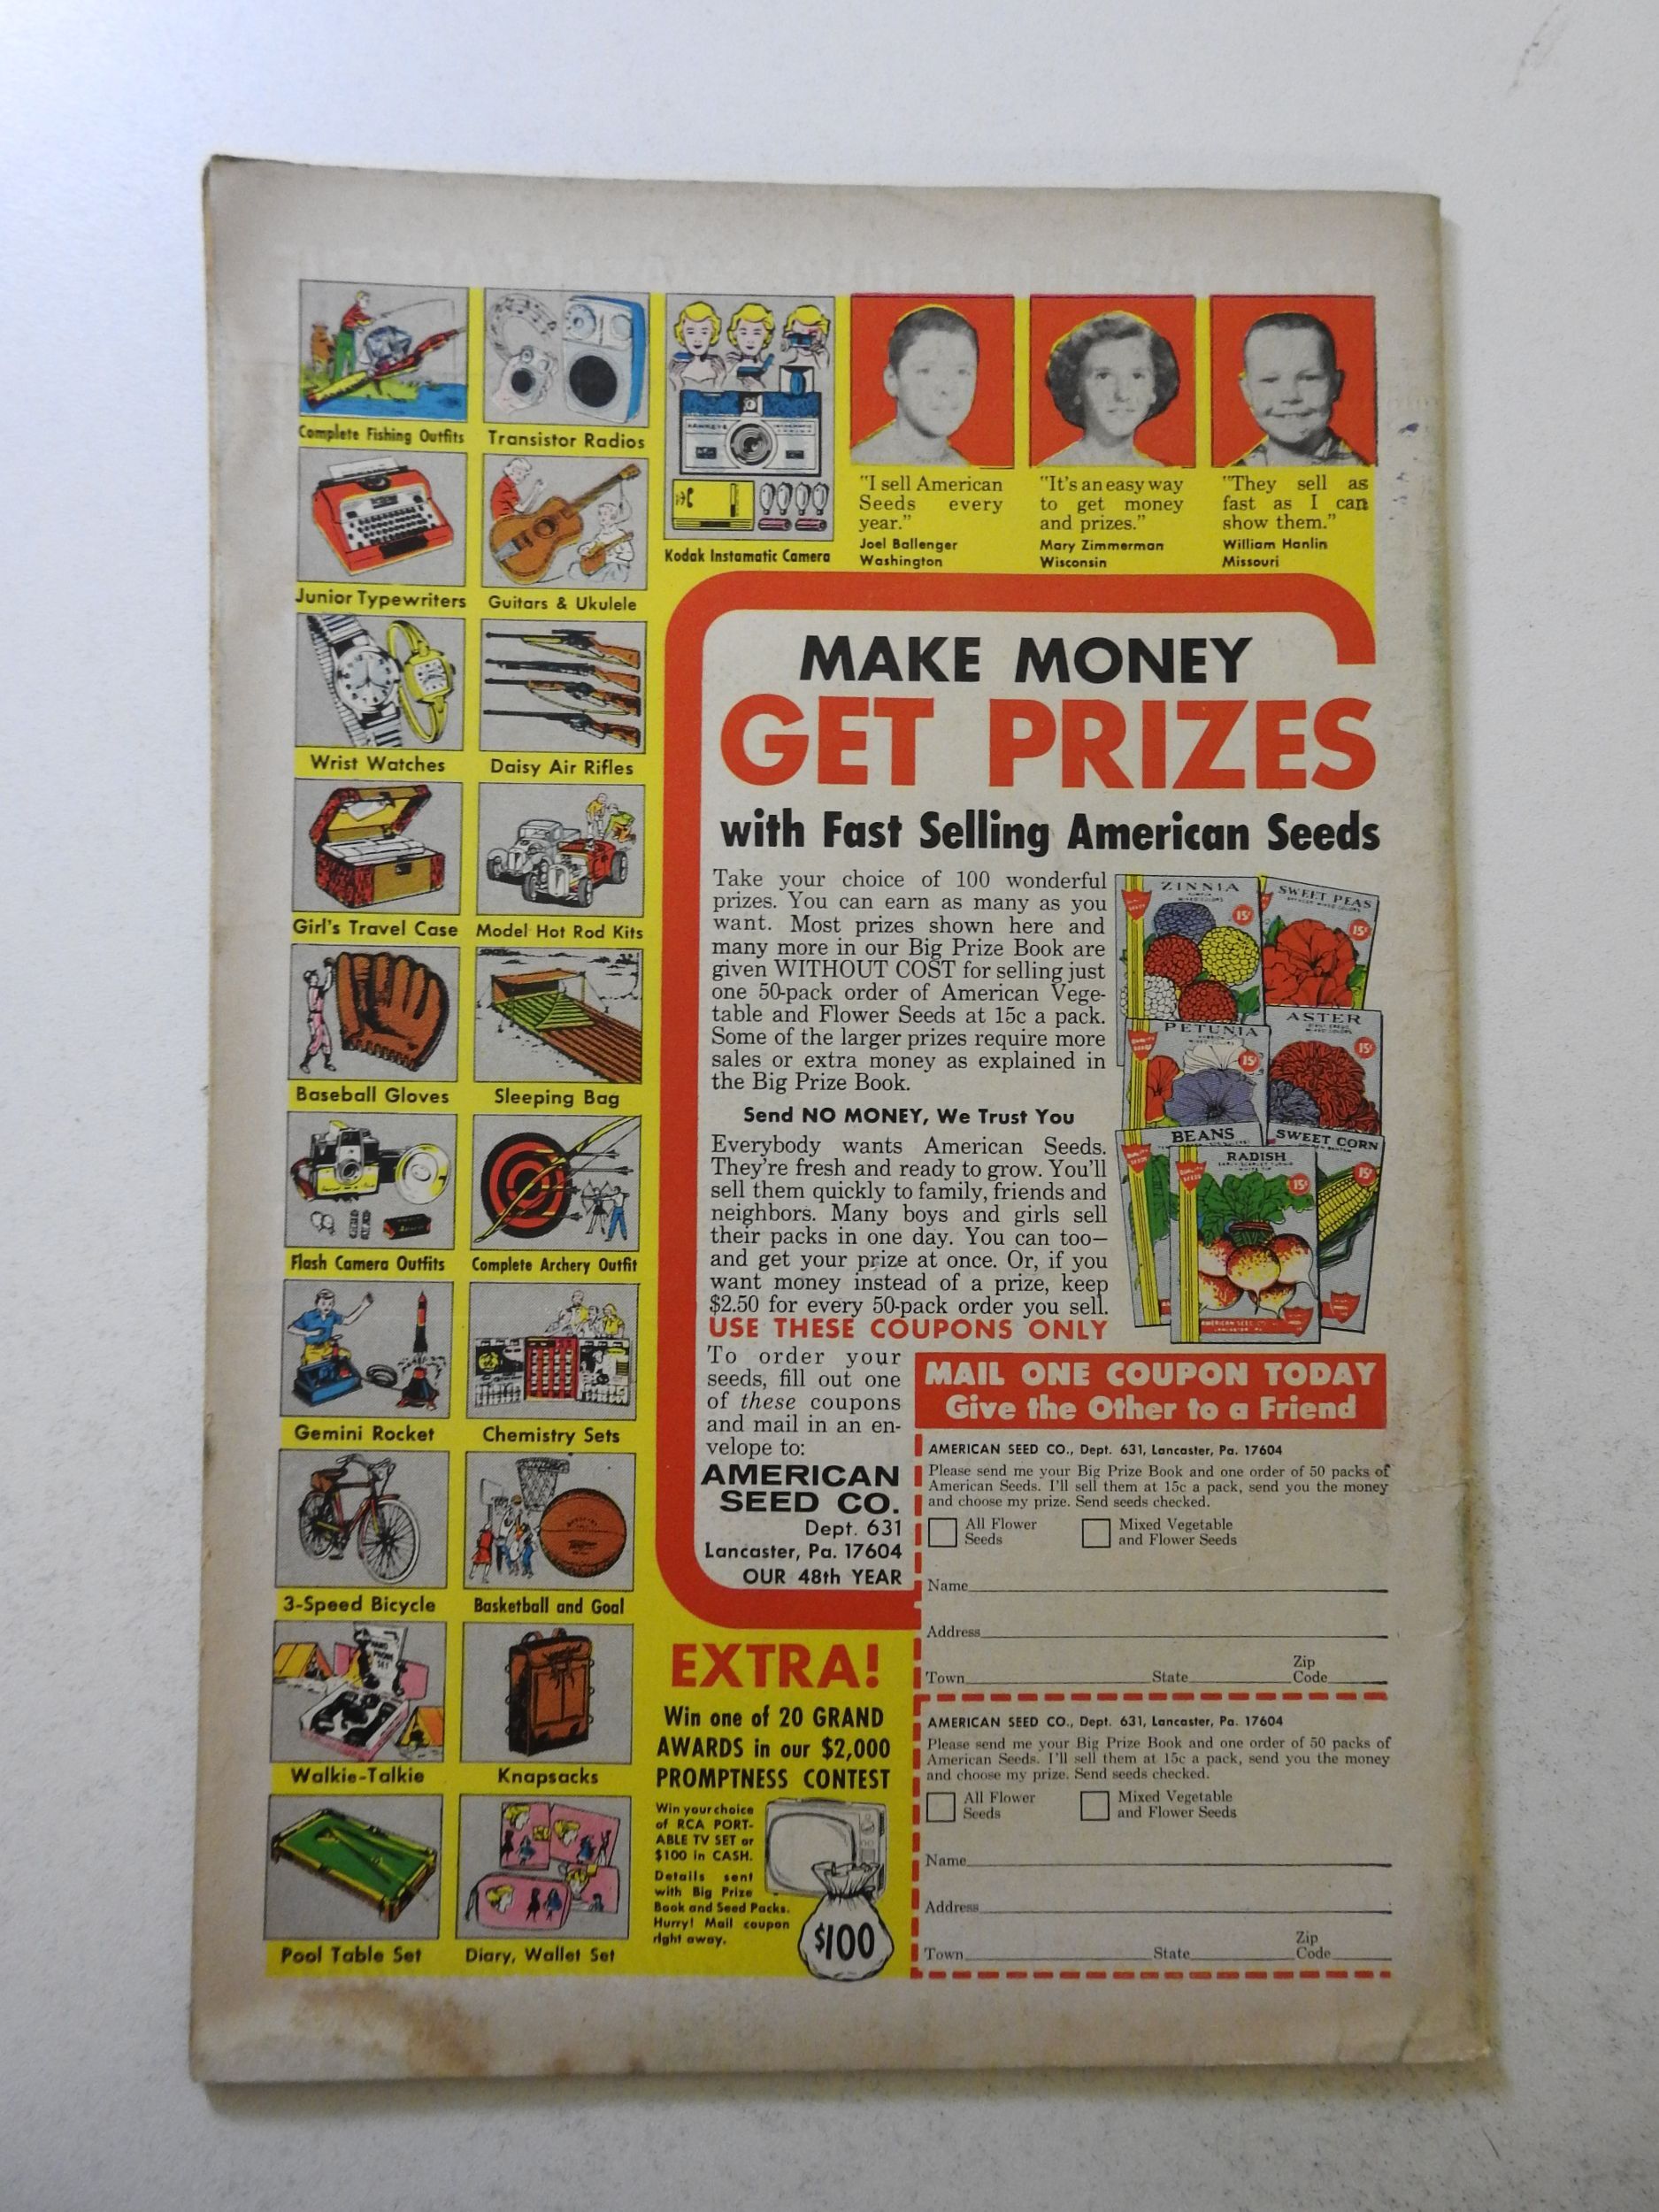 Complete Fishing Outfits
Transistor Radios
HAWKEYE
Kodak Instamatic Camera
Junior Typewriters
Guitars & Ukulele
Wrist Watches
Daisy Air Rifles
Girl's Travel Case
Model Hot Rod Kits
Baseball Gloves
Sleeping Bag
Flash Camera Outfits
Complete Archery Outfit
Gemini Rocket
Chemistry Sets
3-Speed Bicycle
Basketball and Goal
Walkie-Talkie
Knapsacks
Pool Table Set
Diary, Wallet Set
"I sell American
Seeds every
year."
Joel Ballenger
Washington
"It's an easy way
to get money
and prizes."
Mary Zimmerman
Wisconsin
"They sell as
fast as I can
show them."
William Hanlin
Missouri
MAKE MONEY
GET PRIZES
with Fast Selling American Seeds
Take your choice of 100 wonderful
prizes. You can earn as many as you
want. Most prizes shown here and
many more in our Big Prize Book are
given WITHOUT COST for selling just
one 50-pack order of American Vege-
table and Flower Seeds at 15c a pack.
Some of the larger prizes require more
sales or extra money as explained in
the Big Prize Book.
Send NO MONEY, We Trust You
Everybody wants American Seeds.
They're fresh and ready to grow. You'll
sell them quickly to family, friends and
neighbors. Many boys and girls sell
their packs in one day. You can too—
and get your prize at once. Or, if you
want money instead of a prize, keep
$2.50 for every 50-pack order you sell.
USE THESE COUPONS ONLY
To order your
seeds, fill out one
of these coupons
and mail in an en-
velope to:
AMERICAN
SEED CO.
Dept. 631
Lancaster, Pa. 17604
OUR 48th YEAR
ZINNIA
15¢
SWEET PEAS
15¢
PETUNIA
15¢
ASTER
15¢
BEANS
SWEET CORN
15¢
RADISH
15¢
MAIL ONE COUPON TODAY
Give the Other to a Friend
AMERICAN SEED CO., Dept. 631, Lancaster, Pa. 17604
Please send me your Big Prize Book and one order of 50 packs of
American Seeds. I'll sell them at 15c a pack, send you the money
and choose my prize. Send seeds checked.
All Flower
Seeds
Mixed Vegetable
and Flower Seeds
Name
Address
Town State Zip Code
AMERICAN SEED CO., Dept. 631, Lancaster, Pa. 17604
Please send me your Big Prize Book and one order of 50 packs of
American Seeds. I'll sell them at 15c a pack, send you the money
and choose my prize. Send seeds checked.
All Flower
Seeds
Mixed Vegetable
and Flower Seeds
Name
Address
Town State Zip Code
EXTRA!
Win one of 20 GRAND
AWARDS in our $2,000
PROMPTNESS CONTEST
Win your choice
of RCA PORT-
ABLE TV SET or
$100 in CASH.
Details sent
with Big Prize
Book and Seed Packs.
Hurry! Mail coupon
right away.
$100